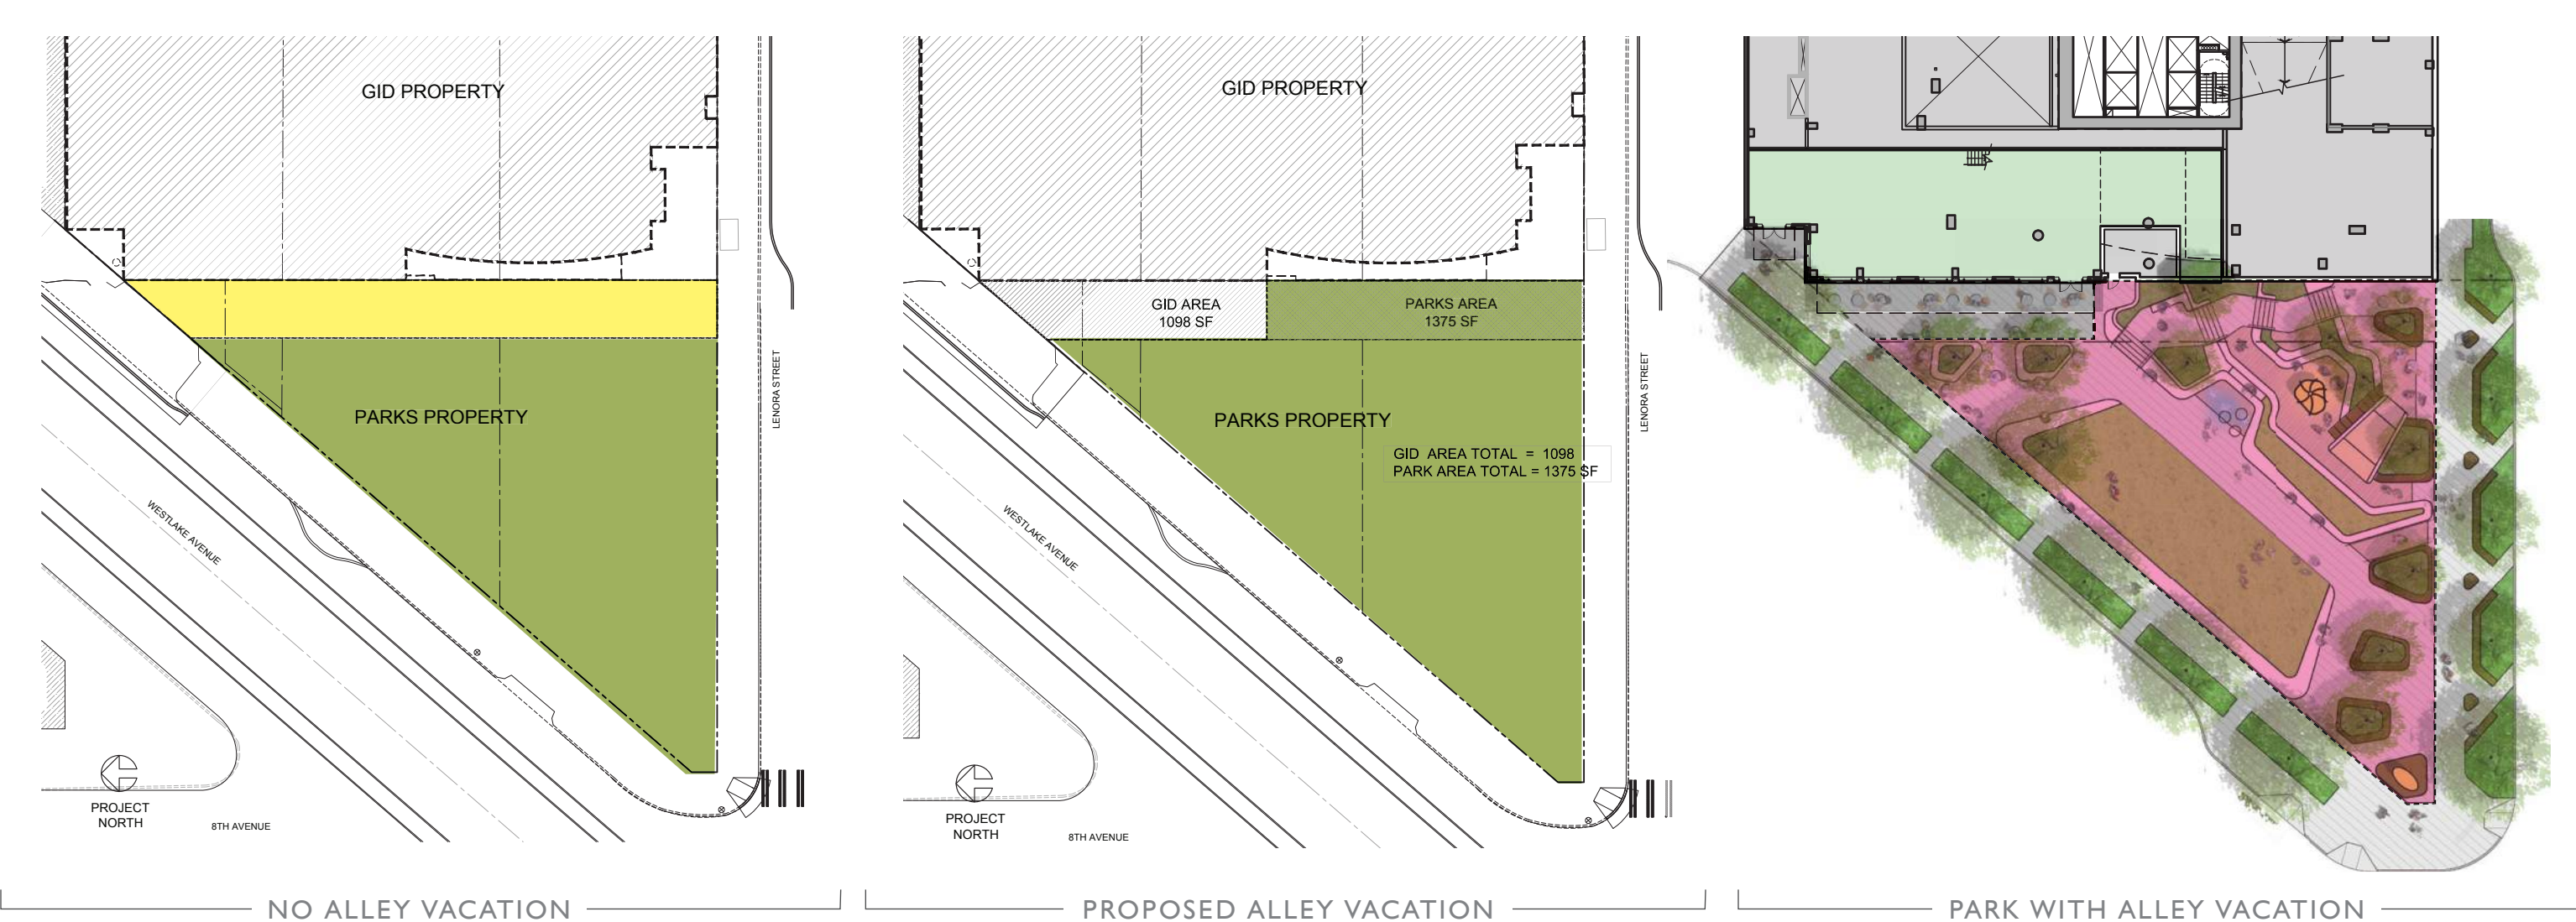 GID PROPERTY
PARKS PROPERTY
LENORA STREET
WESTLAKE AVENUE
PROJECT
NORTH
8TH AVENUE
NO ALLEY VACATION
GID PROPERTY
GID AREA
1098 SF
PARKS AREA
1375 SF
PARKS PROPERTY
GID AREA TOTAL = 1098
PARK AREA TOTAL = 1375 SF
LENORA STREET
WESTLAKE AVENUE
PROJECT
NORTH
8TH AVENUE
PROPOSED ALLEY VACATION
PARK WITH ALLEY VACATION